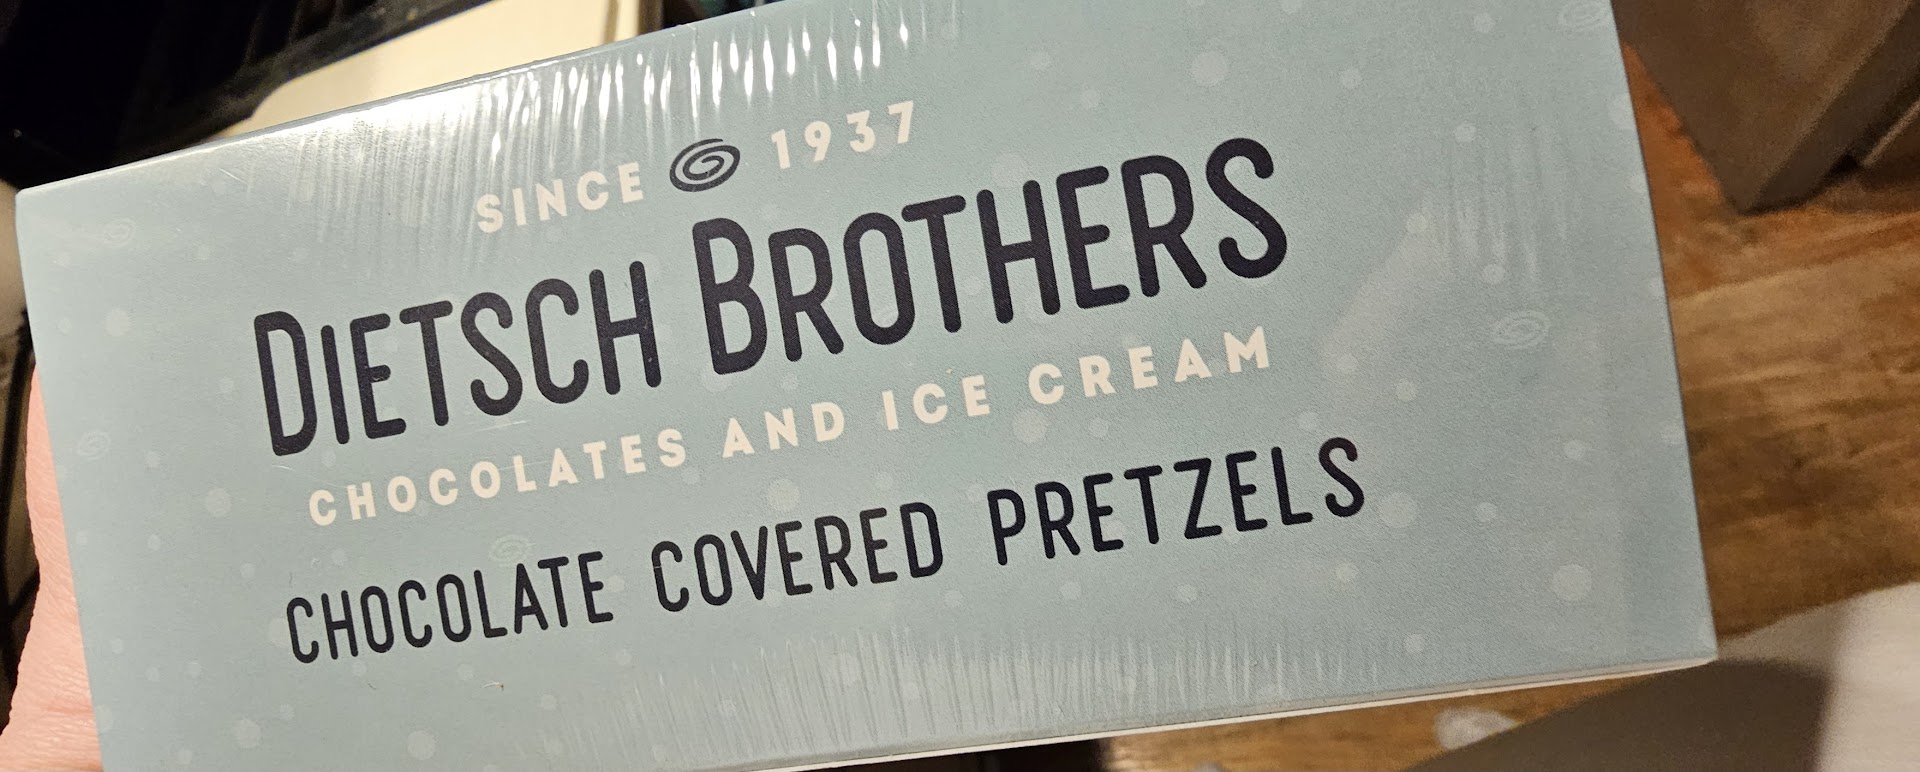 SINCE 1937
DIETSCH BROTHERS
CHOCOLATES AND ICE CREAM
CHOCOLATE COVERED PRETZELS